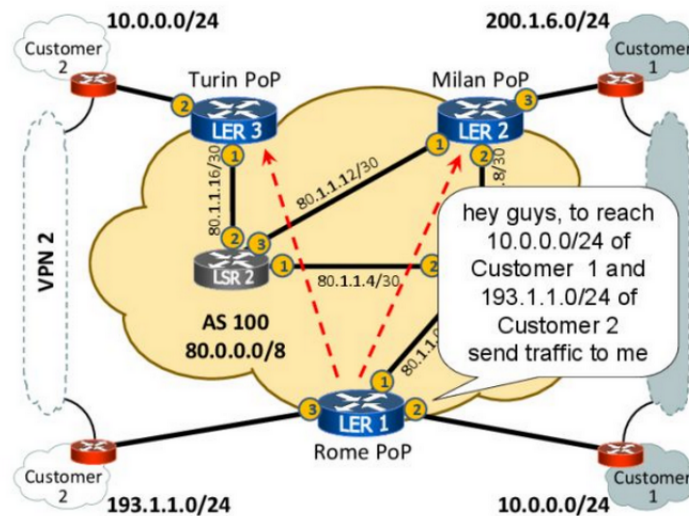 10.0.0.0/24
200.1.6.0/24
Customer
2
Customer
1
Turin PoP
Milan PoP
2
LER 3
1
3
LER 2
1
2
80.1.1.16/30
80.1.1.12/30
.8/30
VPN 2
2
3
LSR 2
1
80.1.1.4/30
2
hey guys, to reach
10.0.0.0/24 of
Customer 1 and
193.1.1.0/24 of
Customer 2
send traffic to me
AS 100
80.0.0.0/8
80.1.1.0
1
3
LER 1
2
Rome PoP
Customer
2
Customer
1
193.1.1.0/24
10.0.0.0/24